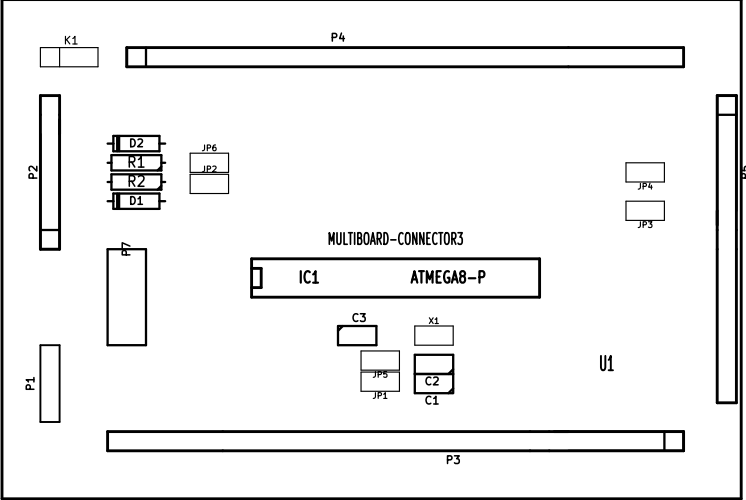 K1
P4
D2
R1
R2
D1
JP6
JP2
P2
JP4
JP3
P7
MULTIBOARD-CONNECTOR3
IC1 ATMEGA8-P
C3
X1
JP5
JP1
C2
C1
U1
P1
P3